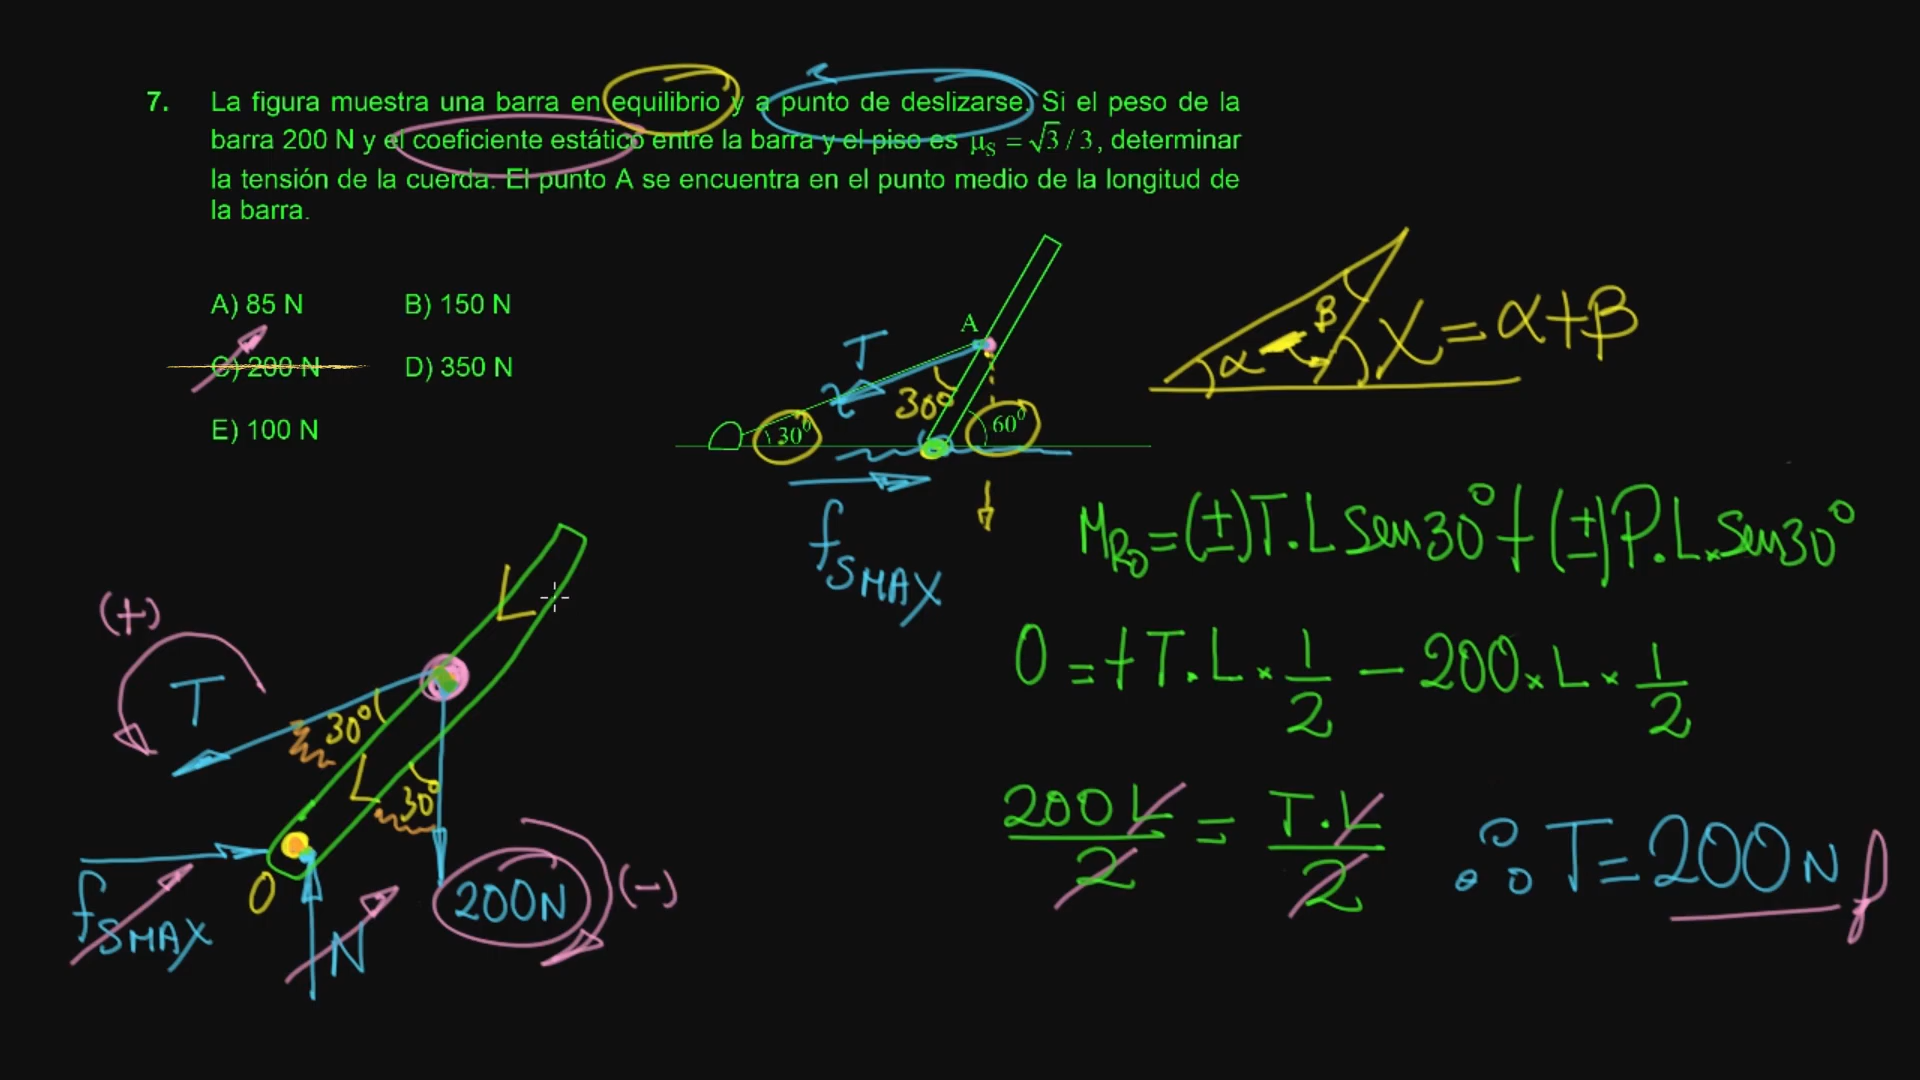 7. La figura muestra una barra en equilibrio y a punto de deslizarse. Si el peso de la
barra 200 N y el coeficiente estático entre la barra y el piso es μS = √3 / 3, determinar
la tensión de la cuerda. El punto A se encuentra en el punto medio de la longitud de
la barra.
A) 85 N B) 150 N
C) 200 N D) 350 N
E) 100 N
A
T
30°
30°
60°
fSMAX
α β X = α+β
MRo = (±) T.L Sen30° + (±) P.L × Sen30°
0 = + T.L × 1/2 − 200 × L × 1/2
200 L / 2 = T.L / 2
∴ T = 200 N
(+)
T
L
30°
L
30°
O
fSMAX
N
200 N
(−)